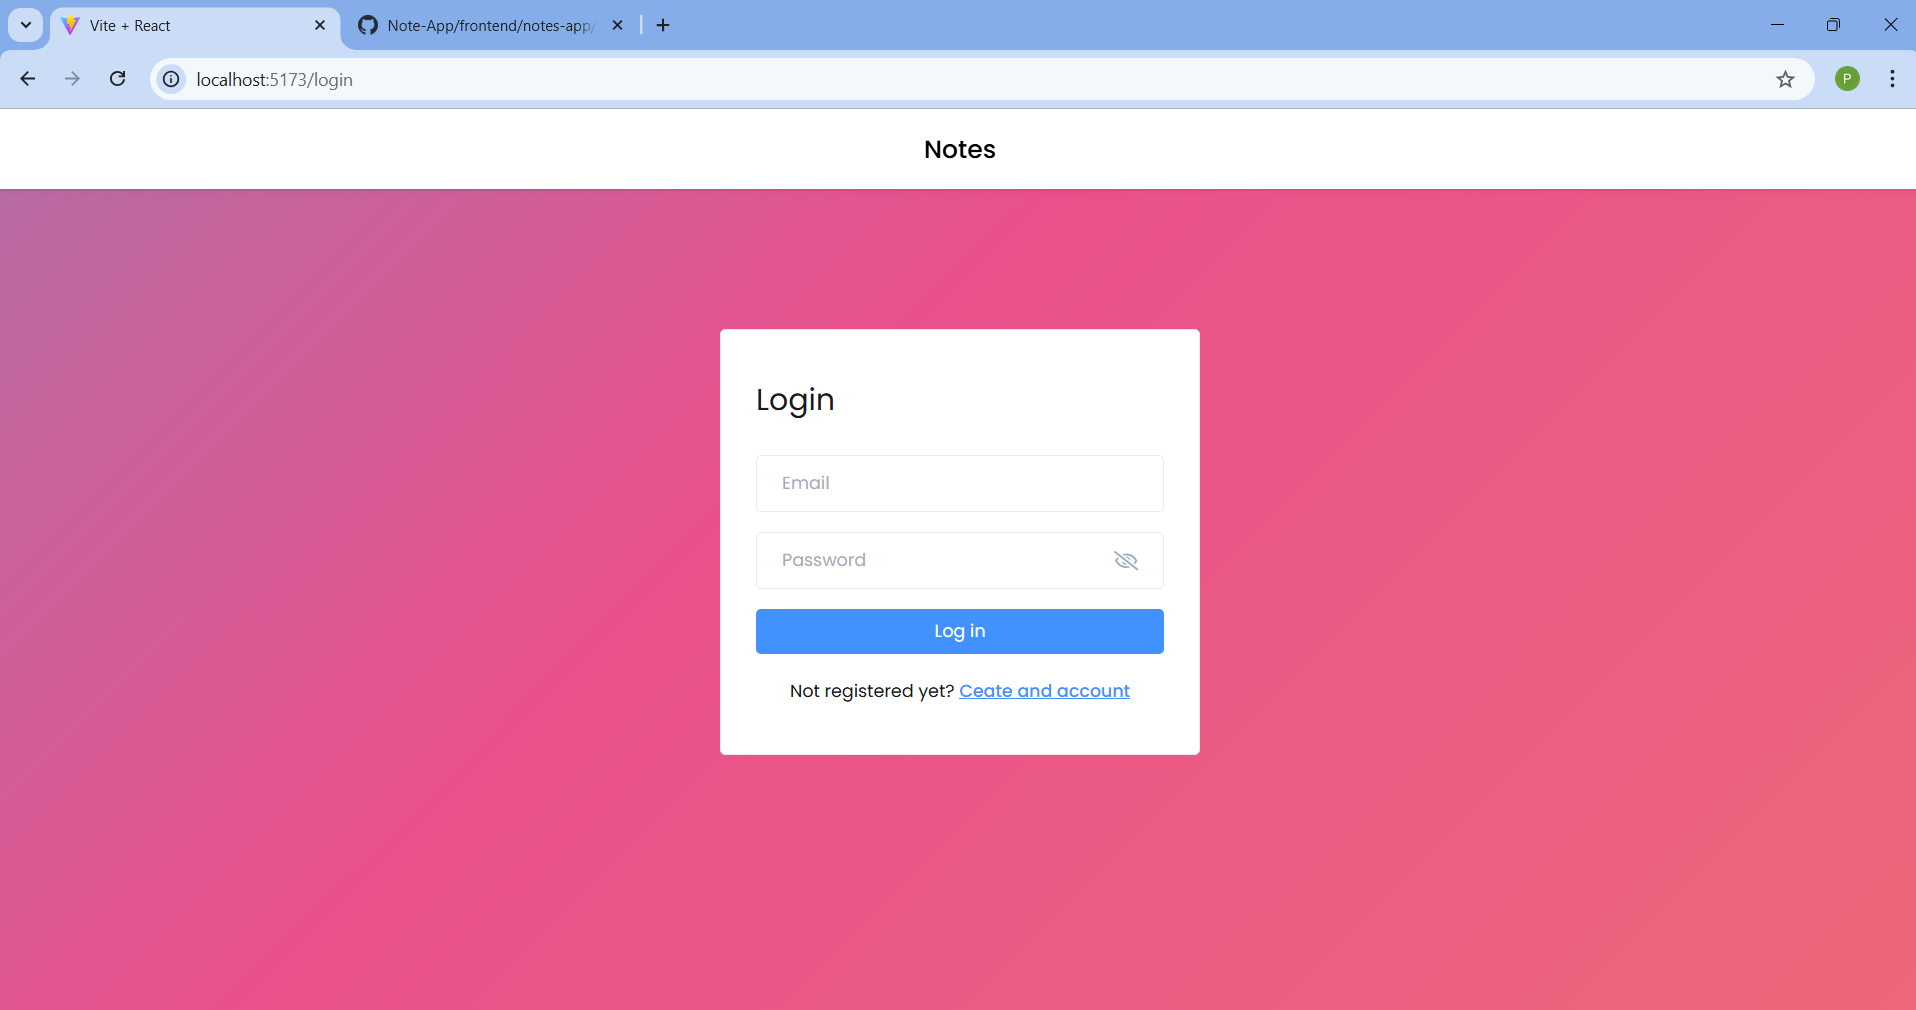 Vite + React
Note-App/frontend/notes-app/
localhost:5173/login
P
Notes
Login
Email
Password
Log in
Not registered yet? Ceate and account